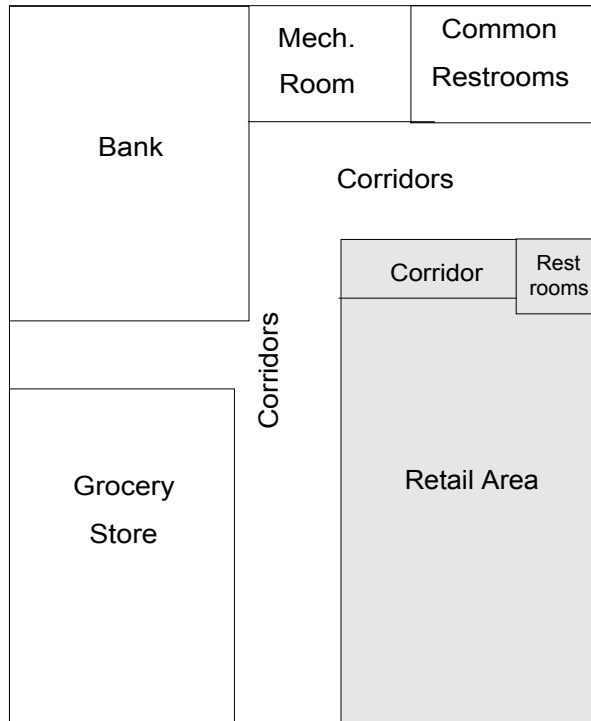 Mech.
Room
Common
Restrooms
Bank
Corridors
Corridor
Rest
rooms
Corridors
Grocery
Store
Retail Area